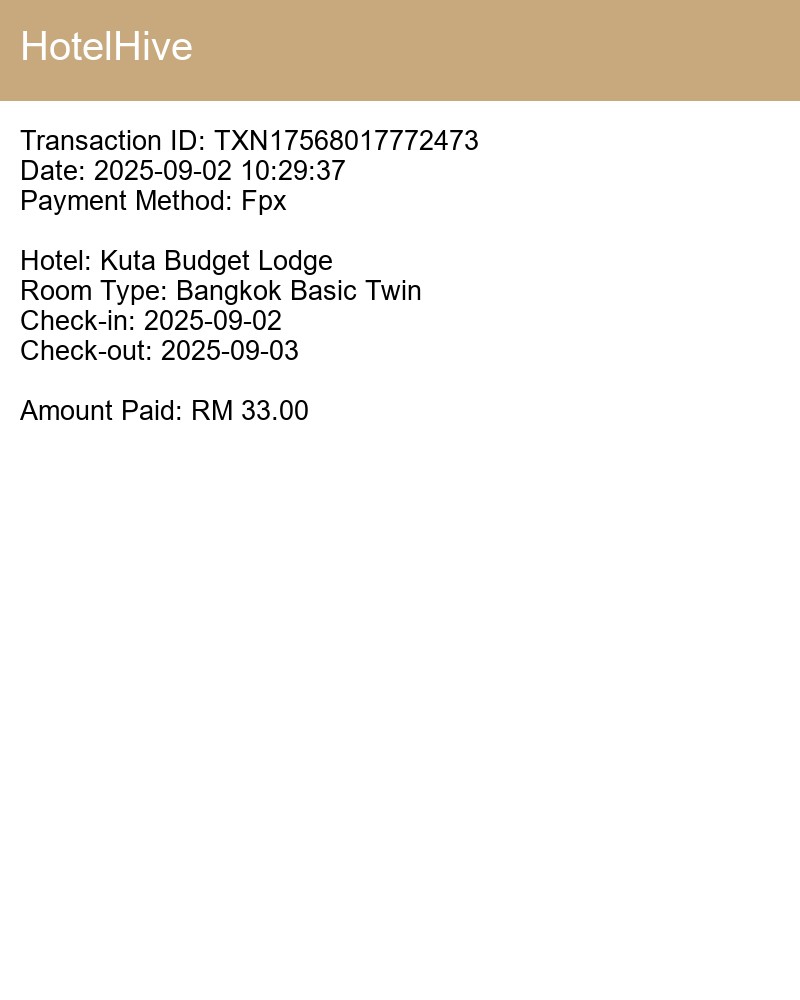 HotelHive
Transaction ID: TXN17568017772473
Date: 2025-09-02 10:29:37
Payment Method: Fpx
Hotel: Kuta Budget Lodge
Room Type: Bangkok Basic Twin
Check-in: 2025-09-02
Check-out: 2025-09-03
Amount Paid: RM 33.00